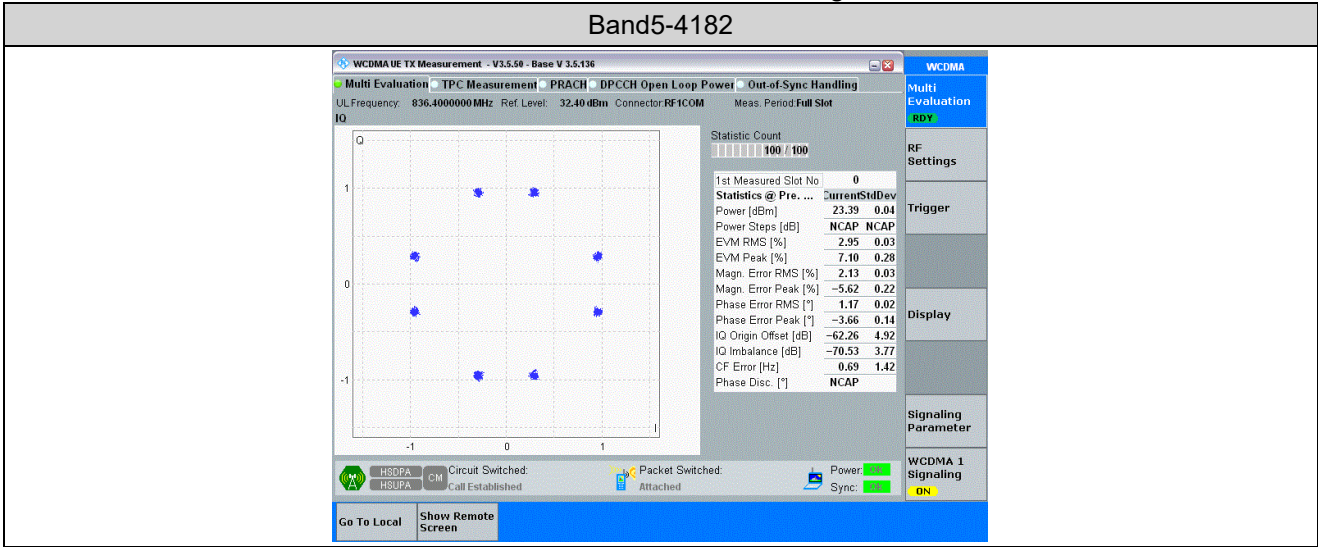 Band5-4182
WCDMA UE TX Measurement - V3.5.50 - Base V 3.5.136
WCDMA
Multi Evaluation TPC Measurement PRACH DPCCH Open Loop Power Out-of-Sync Handling
Multi
Evaluation
RDY
UL Frequency: 836.4000000 MHz Ref. Level: 32.40 dBm Connector:RF1COM Meas. Period:Full Slot
IQ
Q
1
0
-1
-1 0 1
I
Statistic Count
100 / 100
1st Measured Slot No 0
Statistics @ Pre. ... Current StdDev
Power [dBm] 23.39 0.04
Power Steps [dB] NCAP NCAP
EVM RMS [%] 2.95 0.03
EVM Peak [%] 7.10 0.28
Magn. Error RMS [%] 2.13 0.03
Magn. Error Peak [%] −5.62 0.22
Phase Error RMS [°] 1.17 0.02
Phase Error Peak [°] −3.66 0.14
IQ Origin Offset [dB] −62.26 4.92
IQ Imbalance [dB] −70.53 3.77
CF Error [Hz] 0.69 1.42
Phase Disc. [°] NCAP
RF
Settings
Trigger
Display
Signaling
Parameter
WCDMA 1
Signaling
ON
HSDPA
HSUPA
CM
Circuit Switched:
Call Established
Packet Switched:
Attached
Power:
Sync:
Go To Local
Show Remote
Screen